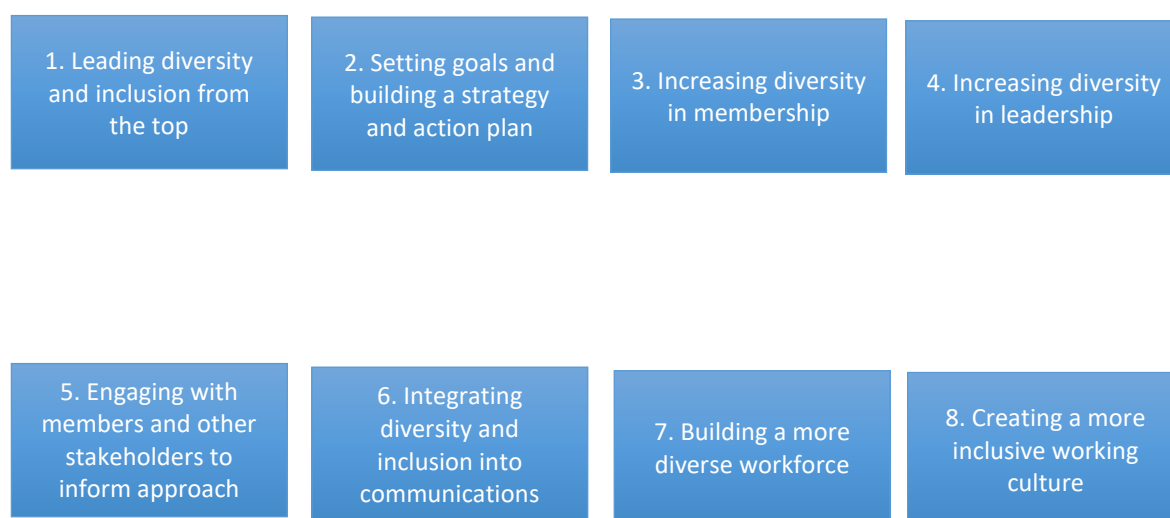 1. Leading diversity
and inclusion from
the top
2. Setting goals and
building a strategy
and action plan
3. Increasing diversity
in membership
4. Increasing diversity
in leadership
5. Engaging with
members and other
stakeholders to
inform approach
6. Integrating
diversity and
inclusion into
communications
7. Building a more
diverse workforce
8. Creating a more
inclusive working
culture